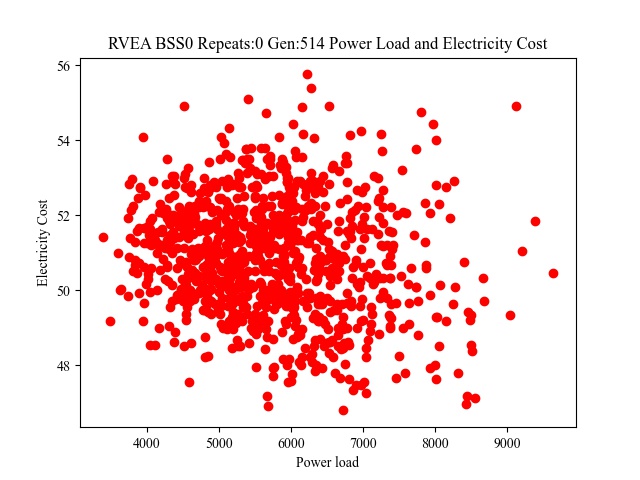 RVEA BSS0 Repeats:0 Gen:514 Power Load and Electricity Cost
56
54
52
50
48
Electricity Cost
4000 5000 6000 7000 8000 9000
Power load